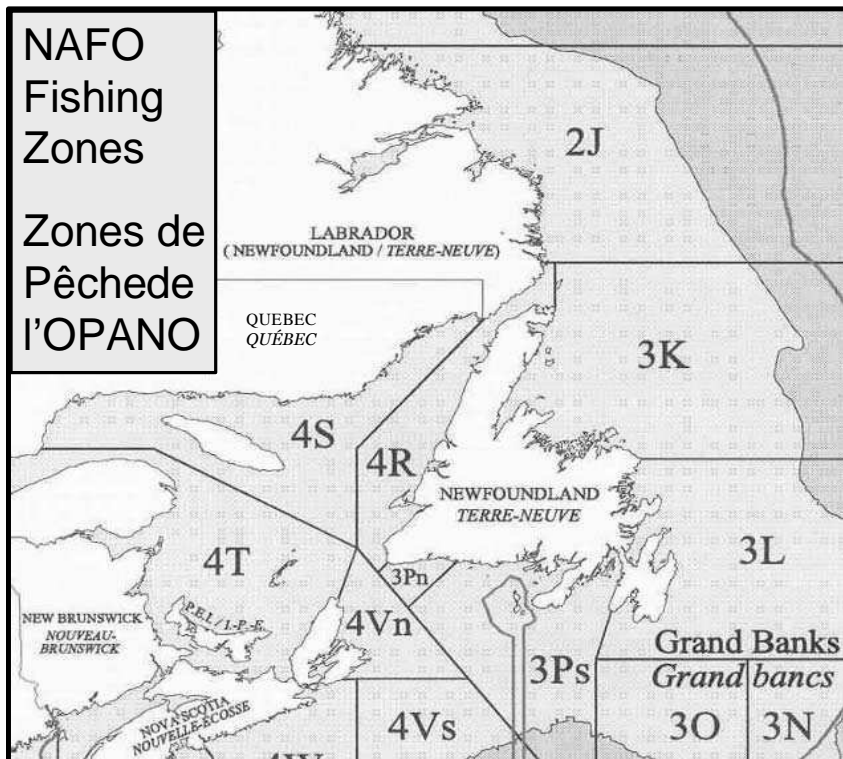 NAFO
Fishing
Zones
Zones de
Pêchede
l'OPANO
2J
LABRADOR
( NEWFOUNDLAND / TERRE-NEUVE)
QUEBEC
QUÉBEC
3K
4S
4R
NEWFOUNDLAND
TERRE-NEUVE
4T
3Pn
3L
NEW BRUNSWICK
NOUVEAU-
BRUNSWICK
P.E.I. / I.-P.-E.
4Vn
3Ps
Grand Banks
Grand bancs
NOVA SCOTIA
NOUVELLE-ÉCOSSE
4Vs
3O
3N